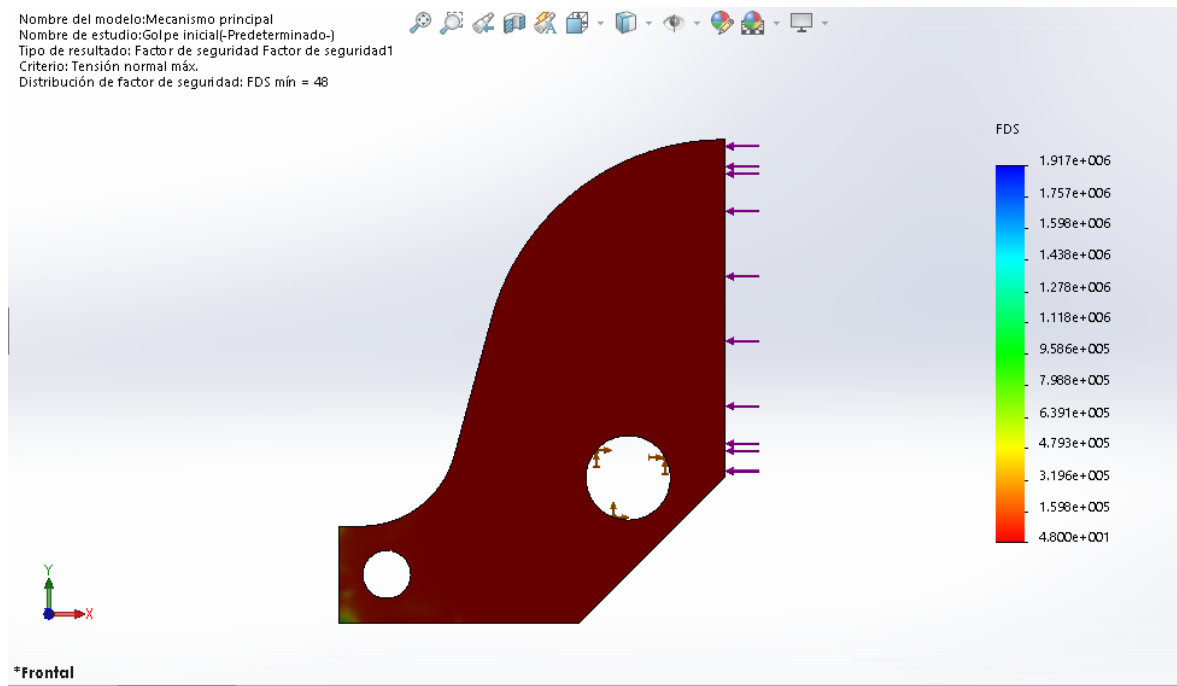 Nombre del modelo:Mecanismo principal
Nombre de estudio:Golpe inicial(-Predeterminado-)
Tipo de resultado: Factor de seguridad Factor de seguridad1
Criterio: Tensión normal máx.
Distribución de factor de seguridad: FDS mín = 48
FDS
1.917e+006
1.757e+006
1.598e+006
1.438e+006
1.278e+006
1.118e+006
9.586e+005
7.988e+005
6.391e+005
4.793e+005
3.196e+005
1.598e+005
4.800e+001
Y
X
*Frontal